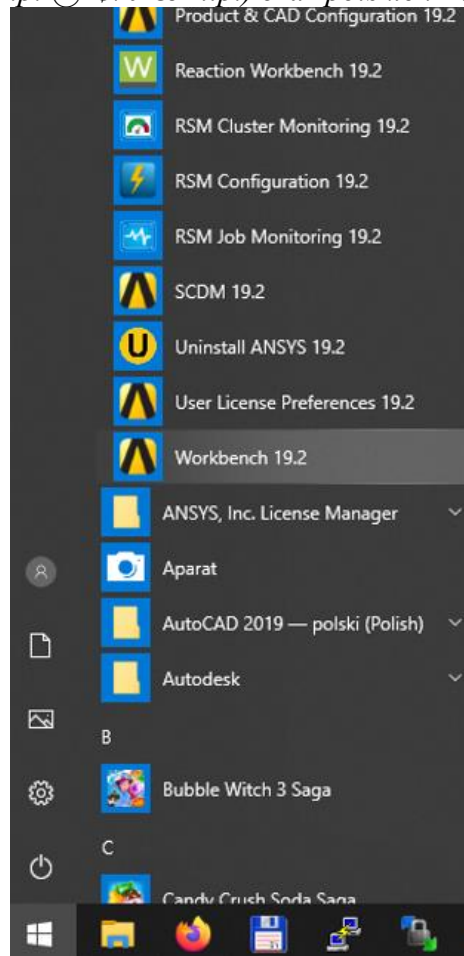 Product & CAD Configuration 19.2
Reaction Workbench 19.2
RSM Cluster Monitoring 19.2
RSM Configuration 19.2
RSM Job Monitoring 19.2
SCDM 19.2
Uninstall ANSYS 19.2
User License Preferences 19.2
Workbench 19.2
ANSYS, Inc. License Manager
Aparat
AutoCAD 2019 — polski (Polish)
Autodesk
B
Bubble Witch 3 Saga
C
Candy Crush Soda Saga